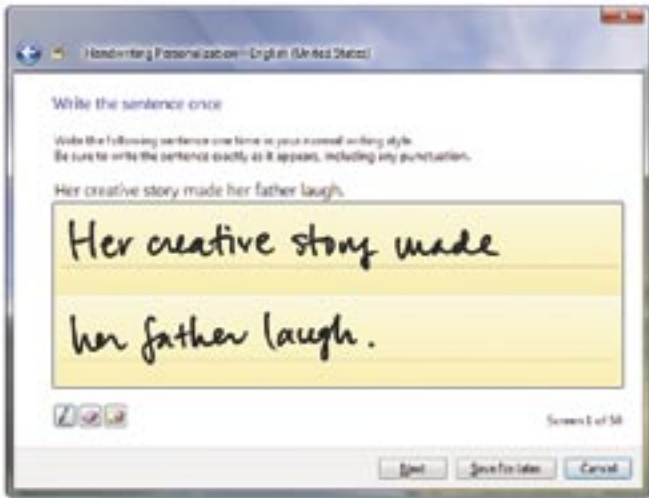 Handwriting Personalization - English (United States)
Write the sentence once
Write the following sentence one time in your normal writing style.
Be sure to write the sentence exactly as it appears, including any punctuation.
Her creative story made her father laugh.
Her creative story made
her father laugh.
Screen 1 of 50
Next Save for later Cancel